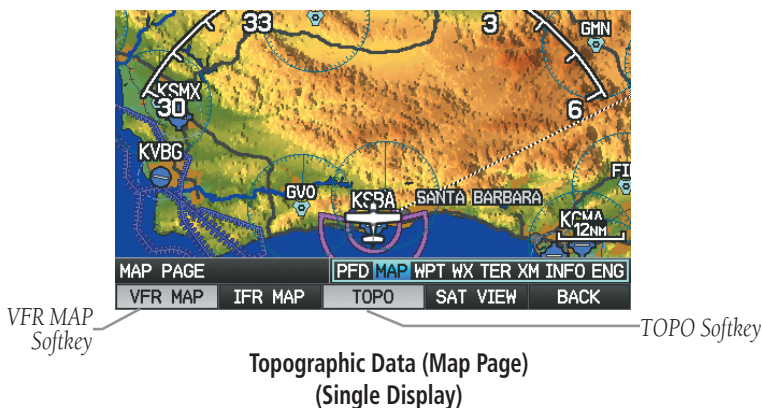 33
3
GMN
KSMX
30
6
KVBG
FI
GVO
KSBA
SANTA BARBARA
KCMA
12NM
MAP PAGE
PFD MAP WPT WX TER XM INFO ENG
VFR MAP
IFR MAP
TOPO
SAT VIEW
BACK
VFR MAP
Softkey
TOPO Softkey
Topographic Data (Map Page)
(Single Display)